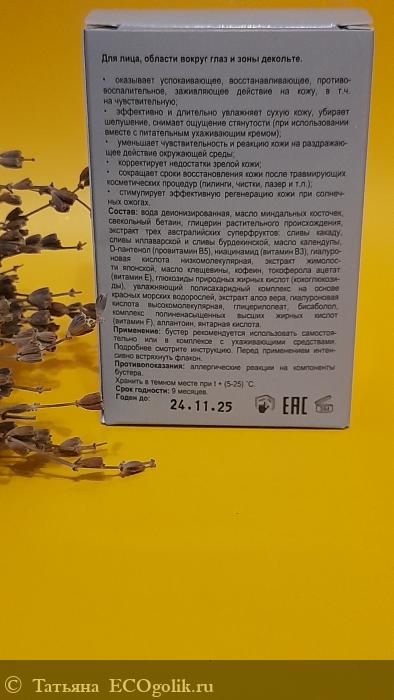 Для лица, области вокруг глаз и зоны декольте.
• оказывает успокаивающее, восстанавливающее, противо-
воспалительное, заживляющее действие на кожу, в т.ч.
на чувствительную;
• эффективно и длительно увлажняет сухую кожу, убирает
шелушение, снимает ощущение стянутости (при использовании
вместе с питательным ухаживающим кремом);
• уменьшает чувствительность и реакцию кожи на раздражаю-
щее действие окружающей среды;
• корректирует недостатки зрелой кожи;
• сокращает сроки восстановления кожи после травмирующих
косметических процедур (пилинги, чистки, лазер и т.п.);
• стимулирует эффективную регенерацию кожи при солнеч-
ных ожогах.
Состав: вода деионизированная, масло миндальных косточек,
свекольный бетаин, глицерин растительного происхождения,
экстракт трех австралийских суперфруктов: сливы какаду,
сливы иллаварской и сливы бурдекинской, масло календулы,
D-пантенол (провитамин B5), ниацинамид (витамин B3), гиалуро-
новая кислота низкомолекулярная, экстракт жимолос-
ти японской, масло клещевины, кофеин, токоферола ацетат
(витамин Е), глюкозиды природных жирных кислот (кокоглюкози-
ды), увлажняющий полисахаридный комплекс на основе
красных морских водорослей, экстракт алоэ вера, гиалуроновая
кислота высокомолекулярная, глицерилолеат, бисаболол,
комплекс полиненасыщенных высших жирных кислот
(витамин F), аллантоин, янтарная кислота.
Применение: бустер рекомендуется использовать самостоя-
тельно или в комплексе с ухаживающими средствами.
Подробнее смотрите инструкцию. Перед применением интен-
сивно встряхнуть флакон.
Противопоказания: аллергические реакции на компоненты
бустера.
Хранить в темном месте при t + (5-25) °С.
Срок годности: 9 месяцев.
Годен до: 24.11.25 EAC
© Татьяна ECOgolik.ru